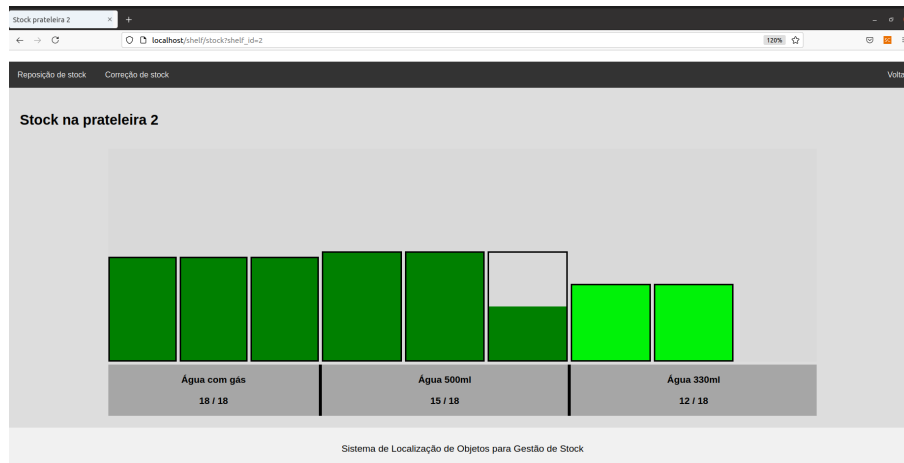 Stock prateleira 2
localhost/shelf/stock?shelf_id=2
120%
Reposição de stock Correção de stock Volta
Stock na prateleira 2
Água com gás Água 500ml Água 330ml
18 / 18 15 / 18 12 / 18
Sistema de Localização de Objetos para Gestão de Stock